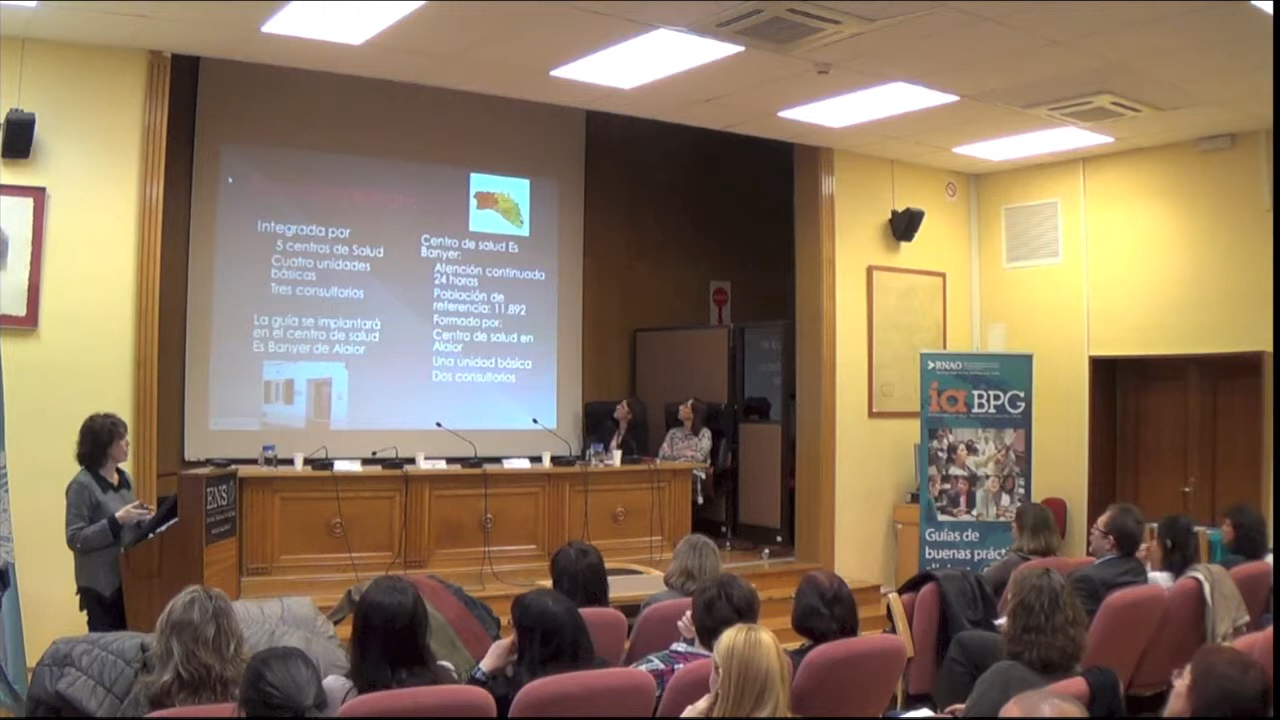 Integrada por
5 centros de Salud
Cuatro unidades
básicas
Tres consultorios
La guía se implantará
en el centro de salud
Es Banyer de Alaior
Centro de salud Es
Banyer:
Atención continuada
24 horas
Población de
referencia: 11.892
Formado por:
Centro de salud en
Alaior
Una unidad básica
Dos consultorios
ENS
RNAO
ia BPG
Guías de
buenas